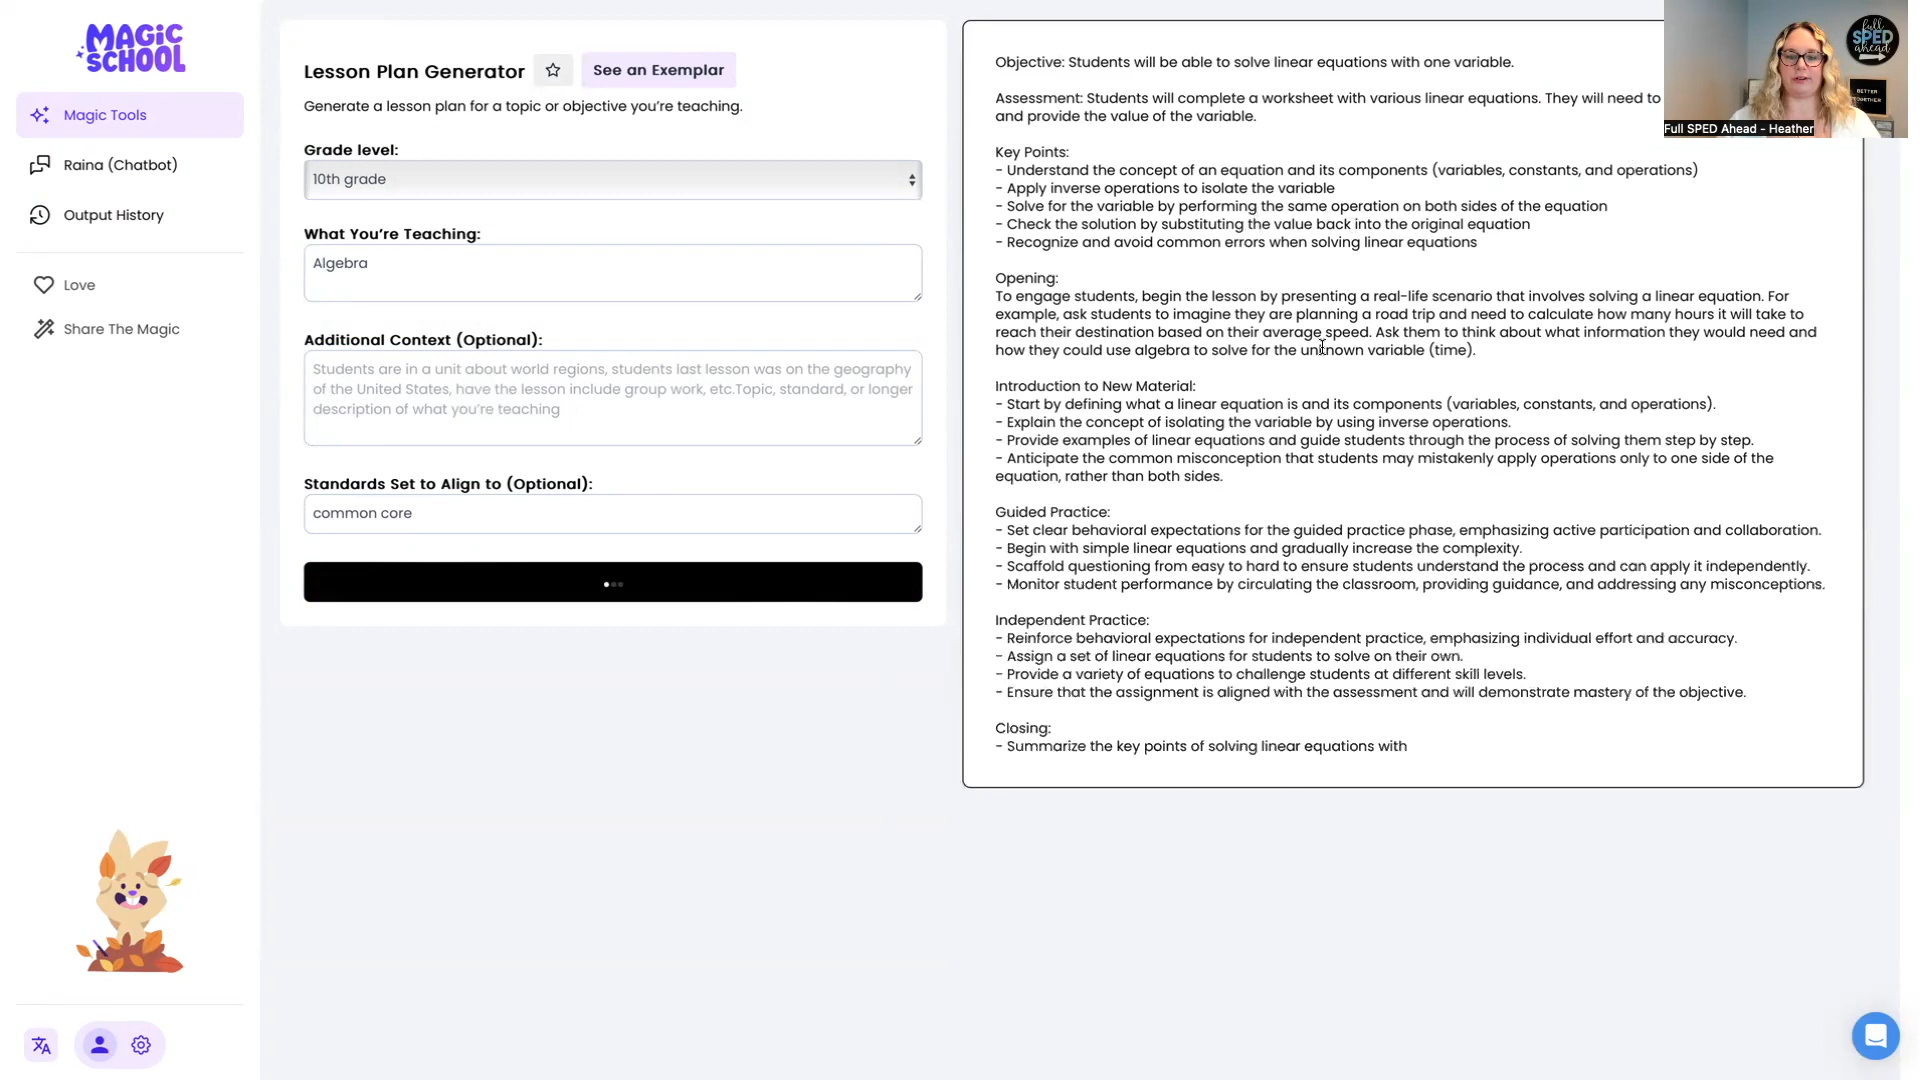 MAGIC
SCHOOL
Magic Tools
Raina (Chatbot)
Output History
Love
Share The Magic
Lesson Plan Generator
See an Exemplar
Generate a lesson plan for a topic or objective you're teaching.
Grade level:
10th grade
What You're Teaching:
Algebra
Additional Context (Optional):
Students are in a unit about world regions, students last lesson was on the geography
of the United States, have the lesson include group work, etc.Topic, standard, or longer
description of what you're teaching
Standards Set to Align to (Optional):
common core
Objective: Students will be able to solve linear equations with one variable.
Assessment: Students will complete a worksheet with various linear equations. They will need to
and provide the value of the variable.
Key Points:
- Understand the concept of an equation and its components (variables, constants, and operations)
- Apply inverse operations to isolate the variable
- Solve for the variable by performing the same operation on both sides of the equation
- Check the solution by substituting the value back into the original equation
- Recognize and avoid common errors when solving linear equations
Opening:
To engage students, begin the lesson by presenting a real-life scenario that involves solving a linear equation. For
example, ask students to imagine they are planning a road trip and need to calculate how many hours it will take to
reach their destination based on their average speed. Ask them to think about what information they would need and
how they could use algebra to solve for the unknown variable (time).
Introduction to New Material:
- Start by defining what a linear equation is and its components (variables, constants, and operations).
- Explain the concept of isolating the variable by using inverse operations.
- Provide examples of linear equations and guide students through the process of solving them step by step.
- Anticipate the common misconception that students may mistakenly apply operations only to one side of the
equation, rather than both sides.
Guided Practice:
- Set clear behavioral expectations for the guided practice phase, emphasizing active participation and collaboration.
- Begin with simple linear equations and gradually increase the complexity.
- Scaffold questioning from easy to hard to ensure students understand the process and can apply it independently.
- Monitor student performance by circulating the classroom, providing guidance, and addressing any misconceptions.
Independent Practice:
- Reinforce behavioral expectations for independent practice, emphasizing individual effort and accuracy.
- Assign a set of linear equations for students to solve on their own.
- Provide a variety of equations to challenge students at different skill levels.
- Ensure that the assignment is aligned with the assessment and will demonstrate mastery of the objective.
Closing:
- Summarize the key points of solving linear equations with
full
SPED
ahead
BETTER
TOGETHER
Full SPED Ahead - Heather